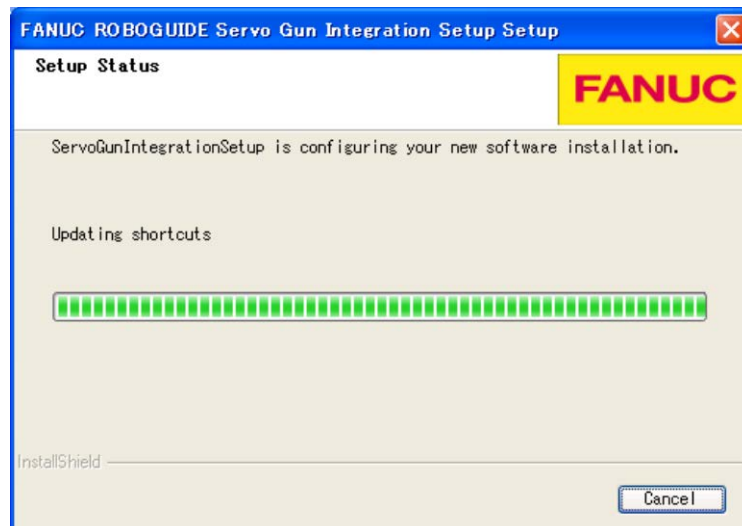 FANUC ROBOGUIDE Servo Gun Integration Setup Setup
Setup Status
FANUC
ServoGunIntegrationSetup is configuring your new software installation.
Updating shortcuts
InstallShield
Cancel